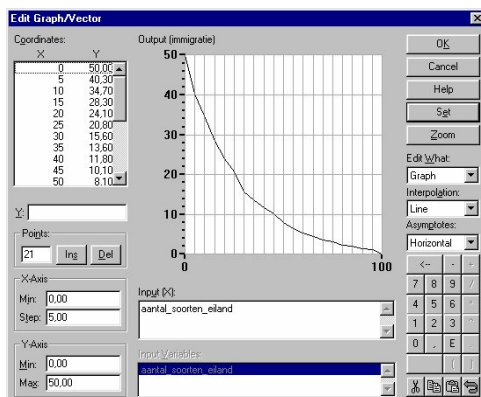 Edit Graph/Vector
Coordinates:
X Y
0 50,00
5 40,30
10 34,70
15 28,30
20 24,10
25 20,80
30 15,60
35 13,60
40 11,80
45 10,10
50 8,10
Y:
Points:
21 Ins Del
X-Axis
Min: 0,00
Step: 5,00
Y-Axis
Min: 0,00
Max: 50,00
Output (immigratie)
50
40
30
20
10
0
0 100
Input (X):
aantal_soorten_eiland
Input Variables:
aantal_soorten_eiland
OK
Cancel
Help
Set
Zoom
Edit What:
Graph
Interpolation:
Line
Asymptotes:
Horizontal
<-- - +
7 8 9 /
4 5 6 *
1 2 3 ^
0 , E
( )